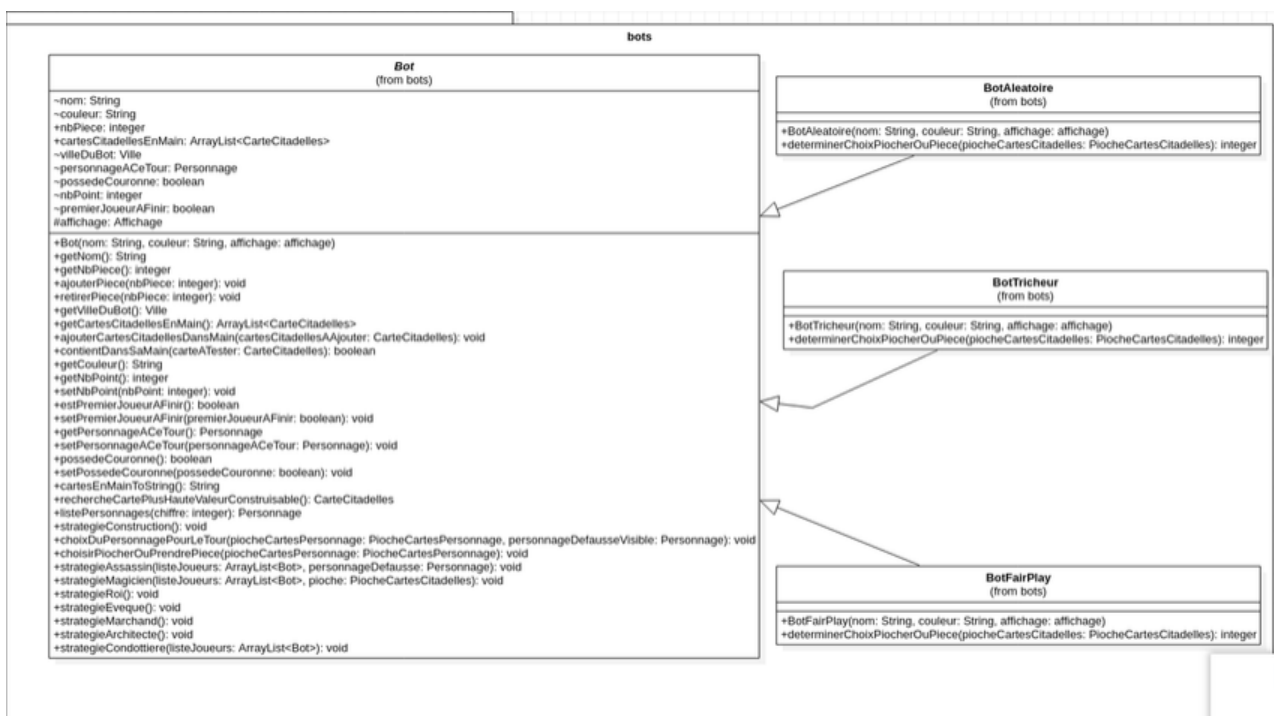 bots
Bot
(from bots)
~nom: String
~couleur: String
+nbPiece: integer
+cartesCitadellesEnMain: ArrayList<CarteCitadelles>
~villeDuBot: Ville
~personnageACeTour: Personnage
~possedeCouronne: boolean
~nbPoint: integer
~premierJoueurAFinir: boolean
#affichage: Affichage
+Bot(nom: String, couleur: String, affichage: affichage)
+getNom(): String
+getNbPiece(): integer
+ajouterPiece(nbPiece: integer): void
+retirerPiece(nbPiece: integer): void
+getVilleDuBot(): Ville
+getCartesCitadellesEnMain(): ArrayList<CarteCitadelles>
+ajouterCartesCitadellesDansMain(cartesCitadellesAAjouter: CarteCitadelles): void
+contientDansSaMain(carteATester: CarteCitadelles): boolean
+getCouleur(): String
+getNbPoint(): integer
+setNbPoint(nbPoint: integer): void
+estPremierJoueurAFinir(): boolean
+setPremierJoueurAFinir(premierJoueurAFinir: boolean): void
+getPersonnageACeTour(): Personnage
+setPersonnageACeTour(personnageACeTour: Personnage): void
+possedeCouronne(): boolean
+setPossedeCouronne(possedeCouronne: boolean): void
+cartesEnMainToString(): String
+rechercheCartePlusHauteValeurConstruisable(): CarteCitadelles
+listePersonnages(chiffre: integer): Personnage
+strategieConstruction(): void
+choixDuPersonnagePourLeTour(piocheCartesPersonnage: PiocheCartesPersonnage, personnageDefausseVisible: Personnage): void
+choisirPiocherOuPrendrePiece(piocheCartesPersonnage: PiocheCartesPersonnage): void
+strategieAssassin(listeJoueurs: ArrayList<Bot>, personnageDefausse: Personnage): void
+strategieMagicien(listeJoueurs: ArrayList<Bot>, pioche: PiocheCartesCitadelles): void
+strategieRoi(): void
+strategieEveque(): void
+strategieMarchand(): void
+strategieArchitecte(): void
+strategieCondottiere(listeJoueurs: ArrayList<Bot>): void
BotAleatoire
(from bots)
+BotAleatoire(nom: String, couleur: String, affichage: affichage)
+determinerChoixPiocherOuPiece(piocheCartesCitadelles: PiocheCartesCitadelles): integer
BotTricheur
(from bots)
+BotTricheur(nom: String, couleur: String, affichage: affichage)
+determinerChoixPiocherOuPiece(piocheCartesCitadelles: PiocheCartesCitadelles): integer
BotFairPlay
(from bots)
+BotFairPlay(nom: String, couleur: String, affichage: affichage)
+determinerChoixPiocherOuPiece(piocheCartesCitadelles: PiocheCartesCitadelles): integer